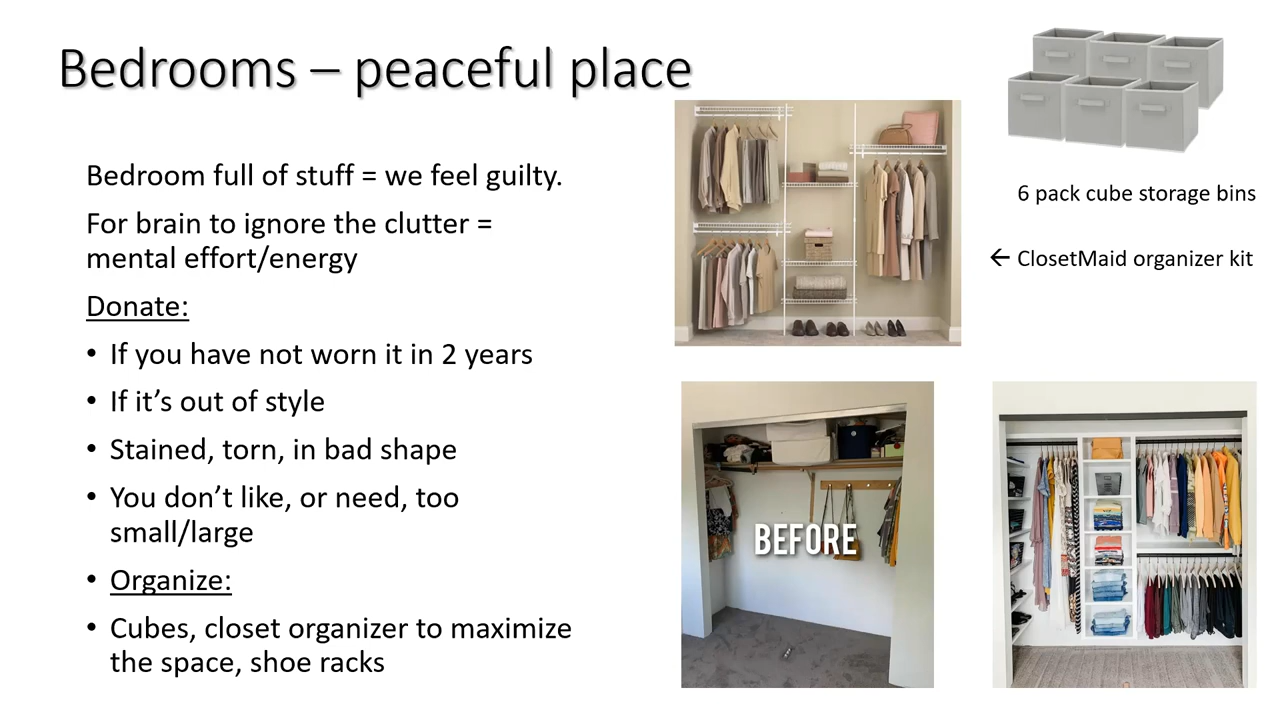 Bedrooms – peaceful place
Bedroom full of stuff = we feel guilty.
For brain to ignore the clutter =
mental effort/energy
Donate:
• If you have not worn it in 2 years
• If it’s out of style
• Stained, torn, in bad shape
• You don’t like, or need, too
small/large
• Organize:
• Cubes, closet organizer to maximize
the space, shoe racks
6 pack cube storage bins
← ClosetMaid organizer kit
BEFORE